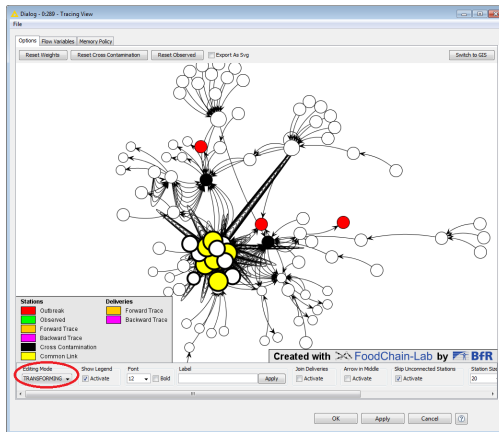 Dialog - 0:289 - Tracing View
File
Options Flow Variables Memory Policy
Reset Weights Reset Cross Contamination Reset Observed Export As Svg Switch to GIS
Stations Deliveries
Outbreak Forward Trace
Observed Backward Trace
Forward Trace
Backward Trace
Cross Contamination
Common Link
Created with FoodChain-Lab by BfR
Editing Mode Show Legend Font Label Join Deliveries Arrow in Middle Skip Unconnected Stations Station Size
TRANSFORMING Activate 12 Bold Apply Activate Activate Activate 20
OK Apply Cancel ?